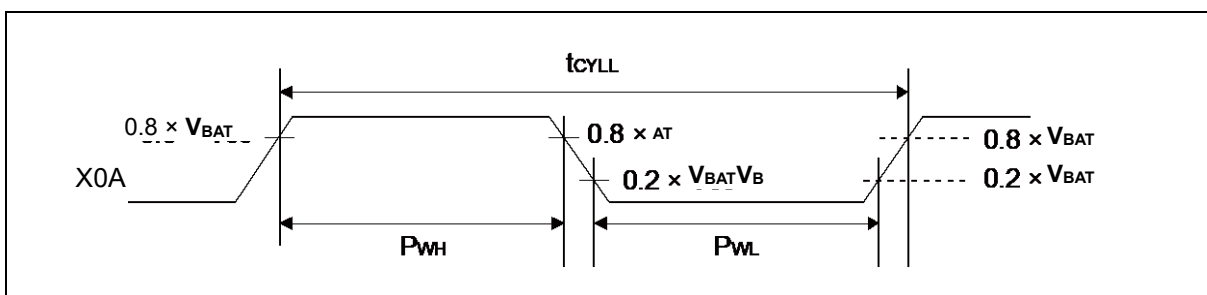 tCYLL
0.8 × VBAT
0.8 × AT
0.8 × VBAT
X0A
0.2 × VBATVB
0.2 × VBAT
PWH
PWL